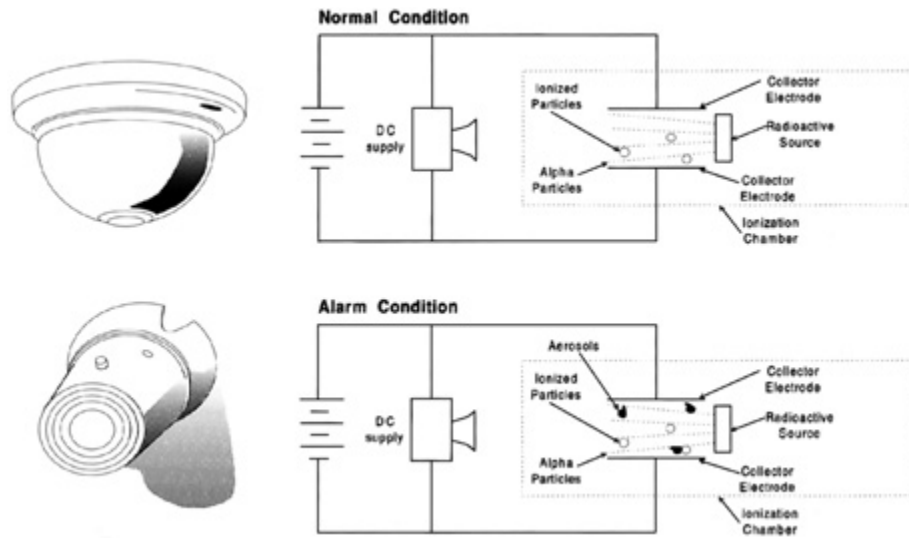 Normal Condition
Ionized
Particles
DC
supply
Alpha
Particles
Collector
Electrode
Radioactive
Source
Collector
Electrode
Ionization
Chamber
Alarm Condition
Aerosols
Ionized
Particles
DC
supply
Alpha
Particles
Collector
Electrode
Radioactive
Source
Collector
Electrode
Ionization
Chamber